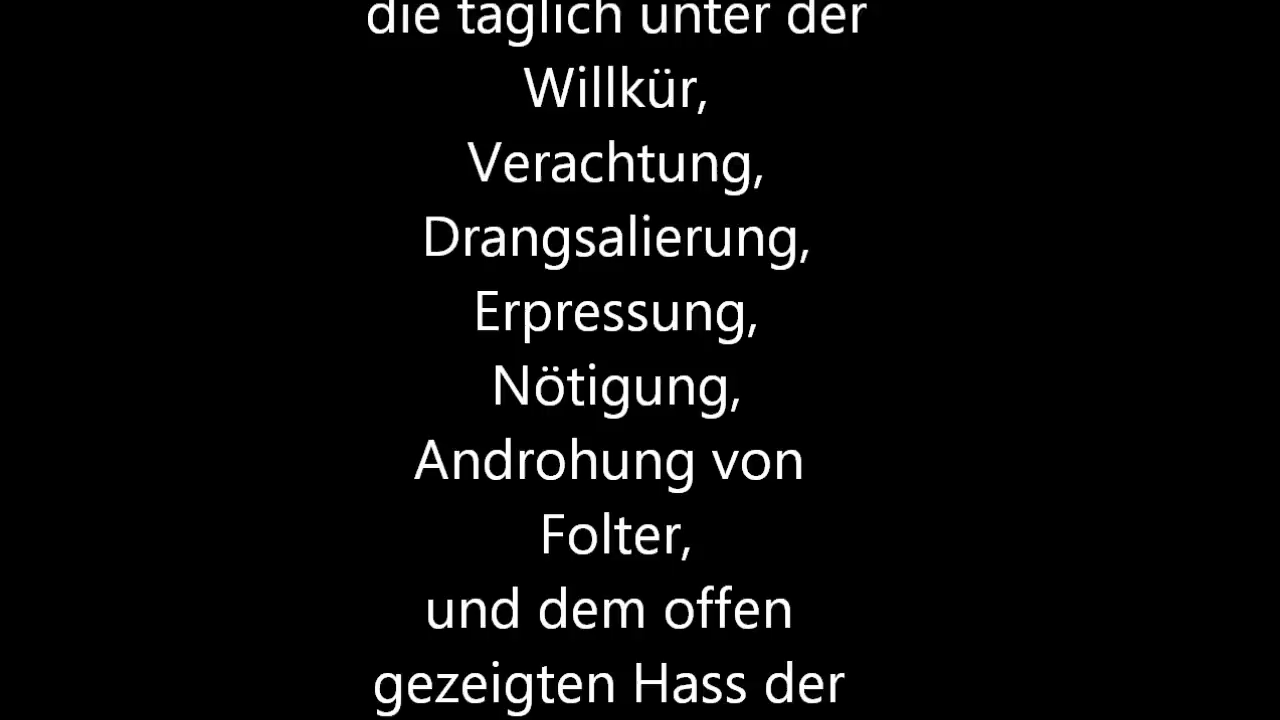 die täglich unter der
Willkür,
Verachtung,
Drangsalierung,
Erpressung,
Nötigung,
Androhung von
Folter,
und dem offen
gezeigten Hass der